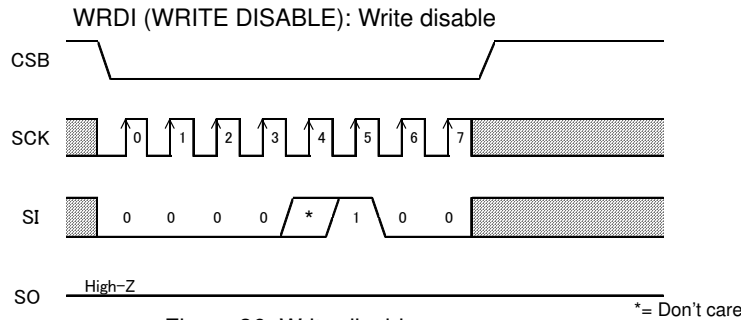 WRDI (WRITE DISABLE): Write disable
CSB
SCK 0 1 2 3 4 5 6 7
SI 0 0 0 0 * 1 0 0
High-Z
SO
*= Don't care